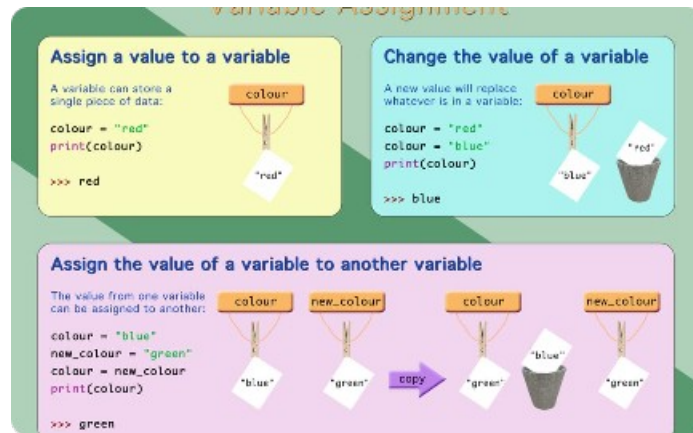 Variable Assignment
Assign a value to a variable
A variable can store a
single piece of data:
colour = "red"
print(colour)
>>> red
colour
"red"
Change the value of a variable
A new value will replace
whatever is in a variable:
colour = "red"
colour = "blue"
print(colour)
>>> blue
colour
"blue"
"red"
Assign the value of a variable to another variable
The value from one variable
can be assigned to another:
colour = "blue"
new_colour = "green"
colour = new_colour
print(colour)
>>> green
colour
"blue"
new_colour
"green"
copy
colour
"green"
"blue"
new_colour
"green"